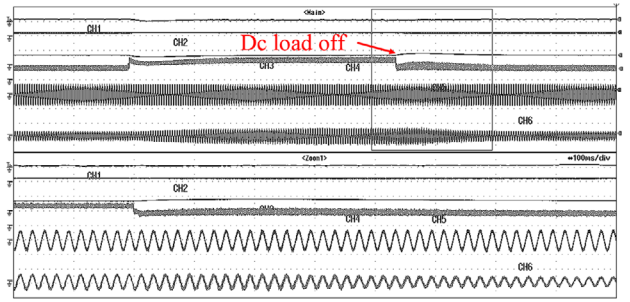 <Main>
CH1
CH2
Dc load off
CH3
CH4
CH5
CH6
<Zoom1>
100ms/div
CH1
CH2
CH3
CH4
CH5
CH6